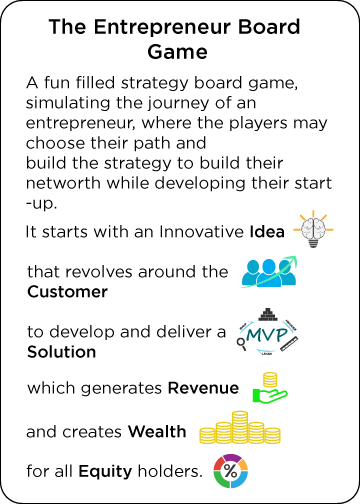 The Entrepreneur Board
Game
A fun filled strategy board game,
simulating the journey of an
entrepreneur, where the players may
choose their path and
build the strategy to build their
networth while developing their start
-up.
It starts with an Innovative Idea
that revolves around the
Customer
to develop and deliver a
Solution
MVP
which generates Revenue
and creates Wealth
for all Equity holders.
%